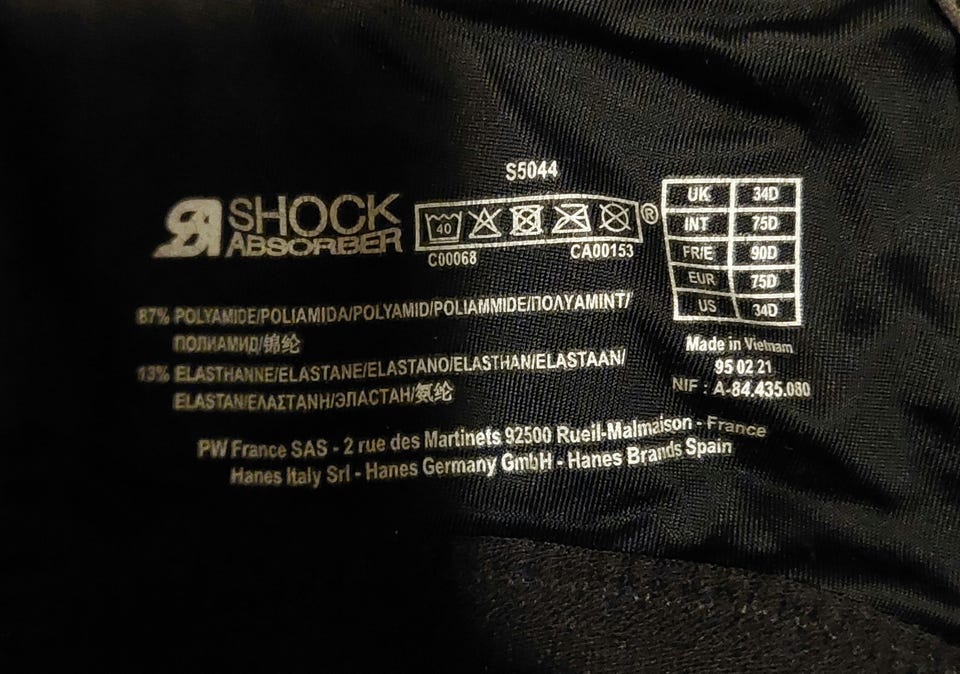 S5044
SHOCK
ABSORBER
40
®
C00068 CA00153
UK 34D
INT 75D
FR/E 90D
EUR 75D
US 34D
87% POLYAMIDE/POLIAMIDA/POLYAMID/POLIAMMIDE/ΠΟΛΥΑΜΙΝΤ/
ПОЛИАМИД/锦纶
13% ELASTHANNE/ELASTANE/ELASTANO/ELASTHAN/ELASTAAN/
ELASTAN/ΕΛΑΣΤΑΝΗ/ЭЛАСТАН/氨纶
Made in Vietnam
95 02 21
NIF : A-84.435.080
PW France SAS - 2 rue des Martinets 92500 Rueil-Malmaison - France
Hanes Italy Srl - Hanes Germany GmbH - Hanes Brands Spain